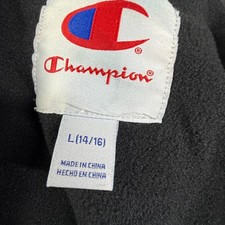 Champion
L (14/16)
MADE IN CHINA
HECHO EN CHINA